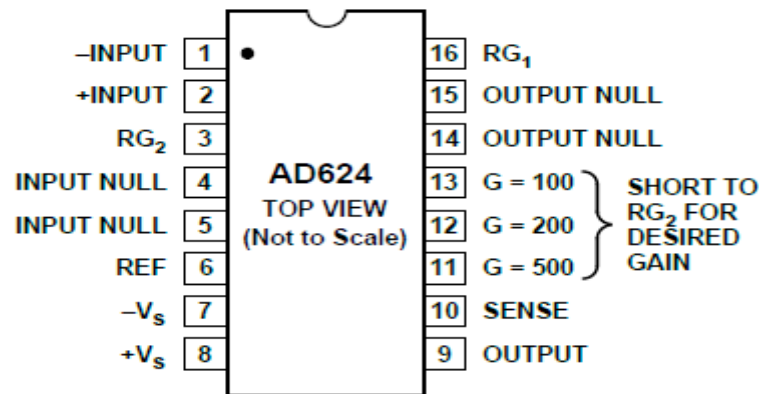 –INPUT 1 16 RG1
+INPUT 2 15 OUTPUT NULL
RG2 3 14 OUTPUT NULL
INPUT NULL 4 AD624 13 G = 100 SHORT TO
INPUT NULL 5 TOP VIEW 12 G = 200 RG2 FOR
(Not to Scale) DESIRED
REF 6 11 G = 500 GAIN
–VS 7 10 SENSE
+VS 8 9 OUTPUT